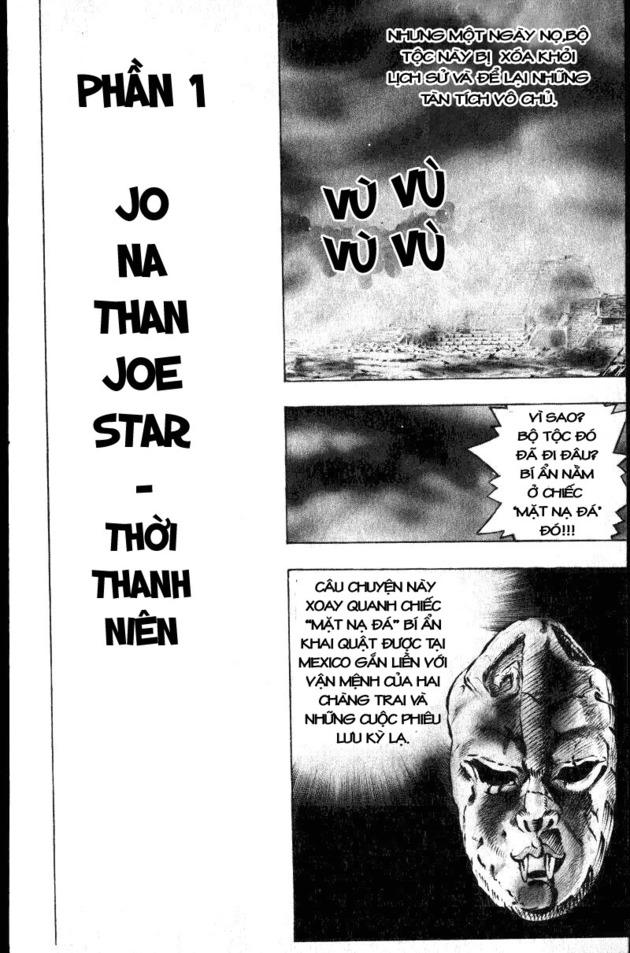 NHƯNG MỘT NGÀY NỌ,BỘ
TỘC NÀY BỊ XÓA KHỎI
LỊCH SỬ VÀ ĐỂ LẠI NHỮNG
TÀN TÍCH VÔ CHỦ.
VÙ VÙ
VÙ VÙ
VÌ SAO?
BỘ TỘC ĐÓ
ĐÃ ĐI ĐÂU?
BÍ ẨN NẰM
Ở CHIẾC
"MẶT NẠ ĐÁ"
ĐÓ!!!
CÂU CHUYỆN NÀY
XOAY QUANH CHIẾC
"MẶT NẠ ĐÁ" BÍ ẨN
KHAI QUẬT ĐƯỢC TẠI
MEXICO GẮN LIỀN VỚI
VẬN MỆNH CỦA HAI
CHÀNG TRAI VÀ
NHỮNG CUỘC PHIÊU
LƯU KỲ LẠ.
PHẦN 1
JO
NA
THAN
JOE
STAR
-
THỜI
THANH
NIÊN